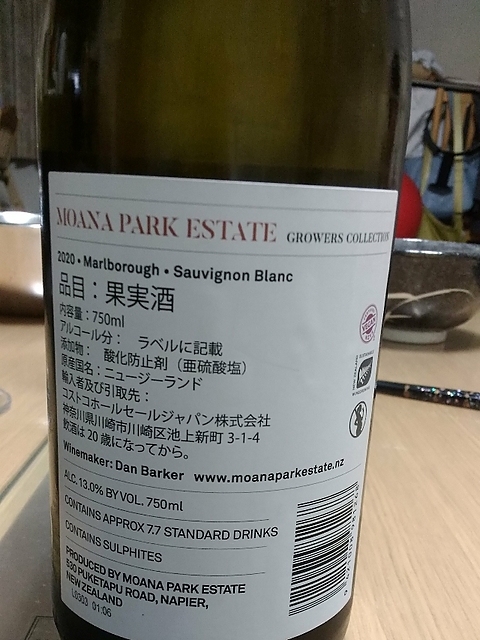 MOANA PARK ESTATE GROWERS COLLECTION
2020 • Marlborough • Sauvignon Blanc
品目：果実酒
内容量：750ml
アルコール分： ラベルに記載
添加物： 酸化防止剤（亜硫酸塩）
原産国名：ニュージーランド
輸入者及び引取先：
コストコホールセールジャパン株式会社
神奈川県川崎市川崎区池上新町 3-1-4
飲酒は 20 歳になってから。
Winemaker: Dan Barker www.moanaparkestate.nz
ALC. 13.0% BY VOL. 750ml
CONTAINS APPROX 7.7 STANDARD DRINKS
CONTAINS SULPHITES
PRODUCED BY MOANA PARK ESTATE
530 PUKETAPU ROAD, NAPIER,
NEW ZEALAND
L0303 01:06
VEGAN